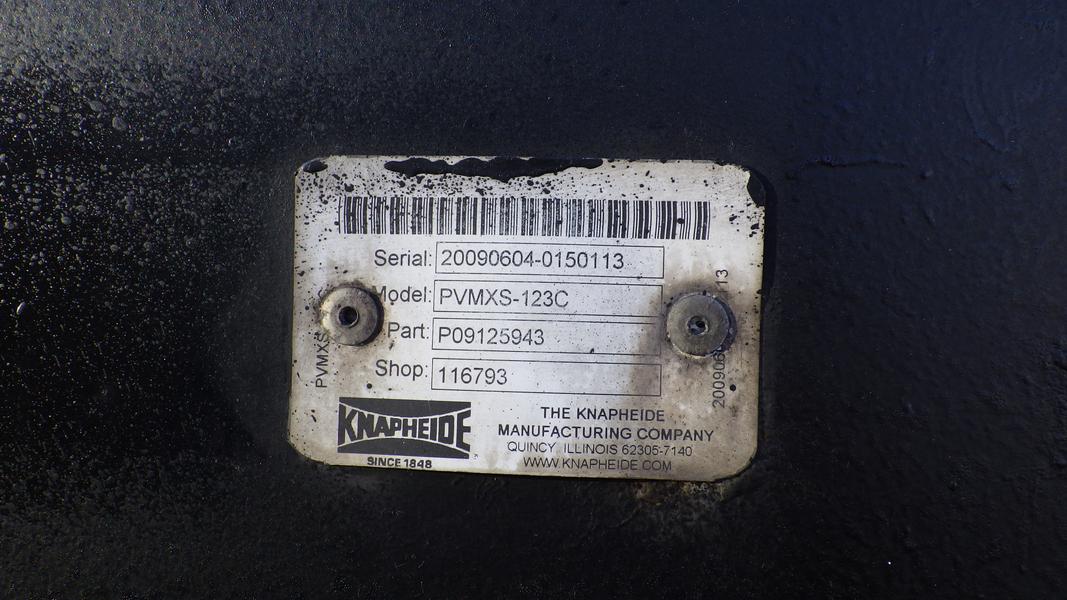 Serial: 20090604-0150113
Model: PVMXS-123C
Part: P09125943
Shop: 116793
KNAPHEIDE
SINCE 1848
THE KNAPHEIDE
MANUFACTURING COMPANY
QUINCY, ILLINOIS 62305-7140
WWW.KNAPHEIDE.COM